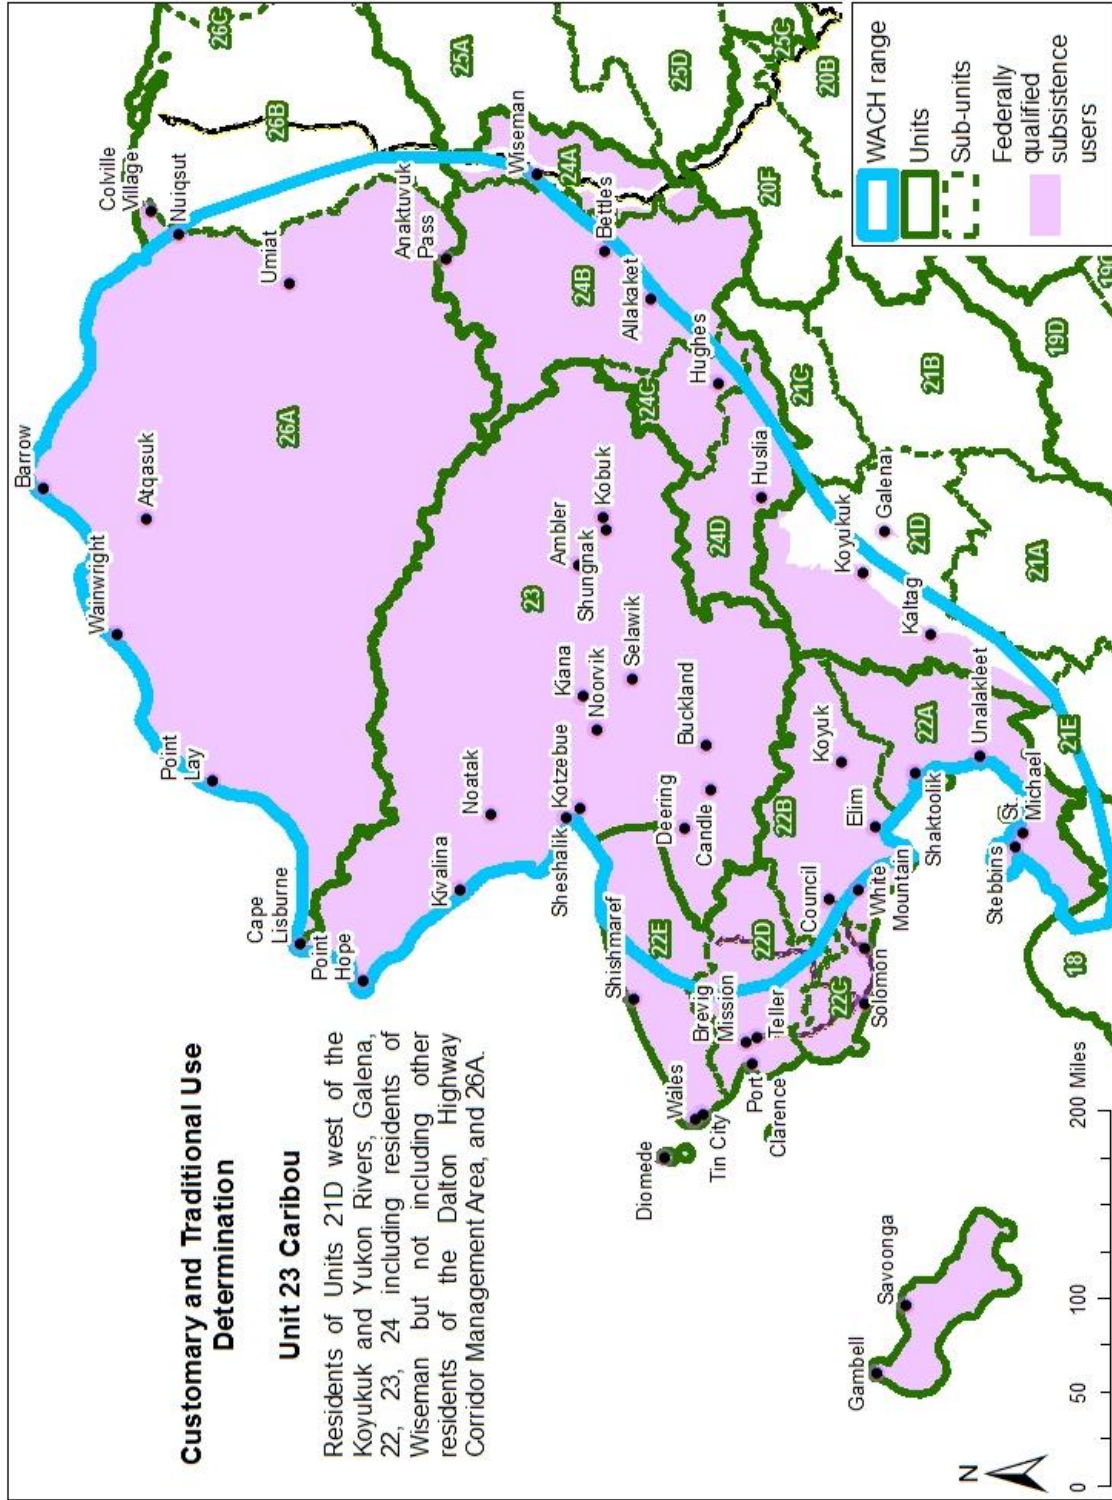 Customary and Traditional Use
Determination
Unit 23 Caribou
Residents of Units 21D west of the
Koyukuk and Yukon Rivers, Galena,
22, 23, 24 including residents of
Wiseman but not including other
residents of the Dalton Highway
Corridor Management Area, and 26A.
Barrow
Wainwright
Atqasuk
Point
Lay
Cape
Lisburne
Point
Hope
Kivalina
Noatak
Colville
Village
Nuiqsut
Umiat
Anaktuvuk
Pass
Wiseman
Bettles
Allakaket
Hughes
Huslia
Ambler
Shungnak
Kobuk
Kiana
Noorvik
Selawik
Sheshalik
Kotzebue
Deering
Candle
Buckland
Shishmaref
Diomede
Wales
Tin City
Brevig
Mission
Teller
Port
Clarence
Council
White
Mountain
Solomon
Koyuk
Elim
Shaktoolik
Unalakleet
St.
Michael
Stebbins
Koyukuk
Galena
Kaltag
Gambell
Savoonga
26C
26B
25A
26A
24A
25D
25C
20B
20F
24B
24C
24D
23
21C
21B
19D
19C
21D
21A
21E
22A
22B
22C
22D
22E
18
N
0
50
100
200 Miles
WACH range
Units
Sub-units
Federally
qualified
subsistence
users